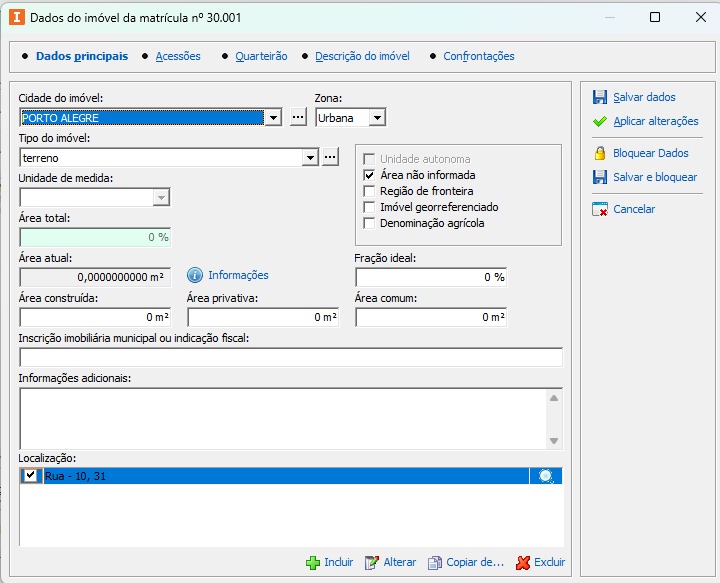 I Dados do imóvel da matrícula nº 30.001
Dados principais Acessões Quarteirão Descrição do imóvel Confrontações
Cidade do imóvel: Zona:
PORTO ALEGRE ... Urbana
Tipo do imóvel:
terreno ...
Unidade autonoma
Área não informada
Região de fronteira
Imóvel georreferenciado
Denominação agrícola
Unidade de medida:
Área total:
0 %
Área atual: Fração ideal:
0,0000000000 m² Informações 0 %
Área construída: Área privativa: Área comum:
0 m² 0 m² 0 m²
Inscrição imobiliária municipal ou indicação fiscal:
Informações adicionais:
Localização:
Rua - 10, 31
Incluir Alterar Copiar de... Excluir
Salvar dados
Aplicar alterações
Bloquear Dados
Salvar e bloquear
Cancelar